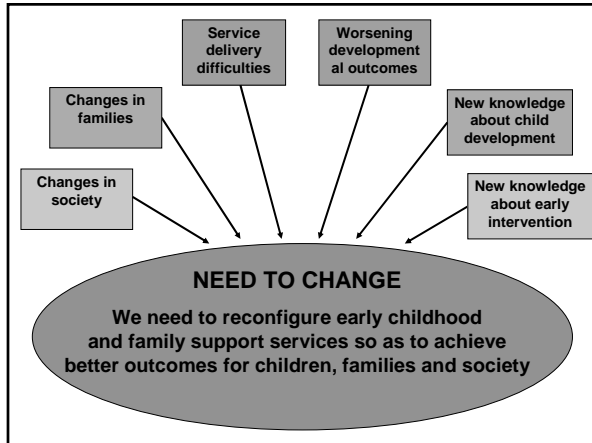 Service
delivery
difficulties
Worsening
development
al outcomes
Changes in
families
New knowledge
about child
development
Changes in
society
New knowledge
about early
intervention
NEED TO CHANGE
We need to reconfigure early childhood
and family support services so as to achieve
better outcomes for children, families and society